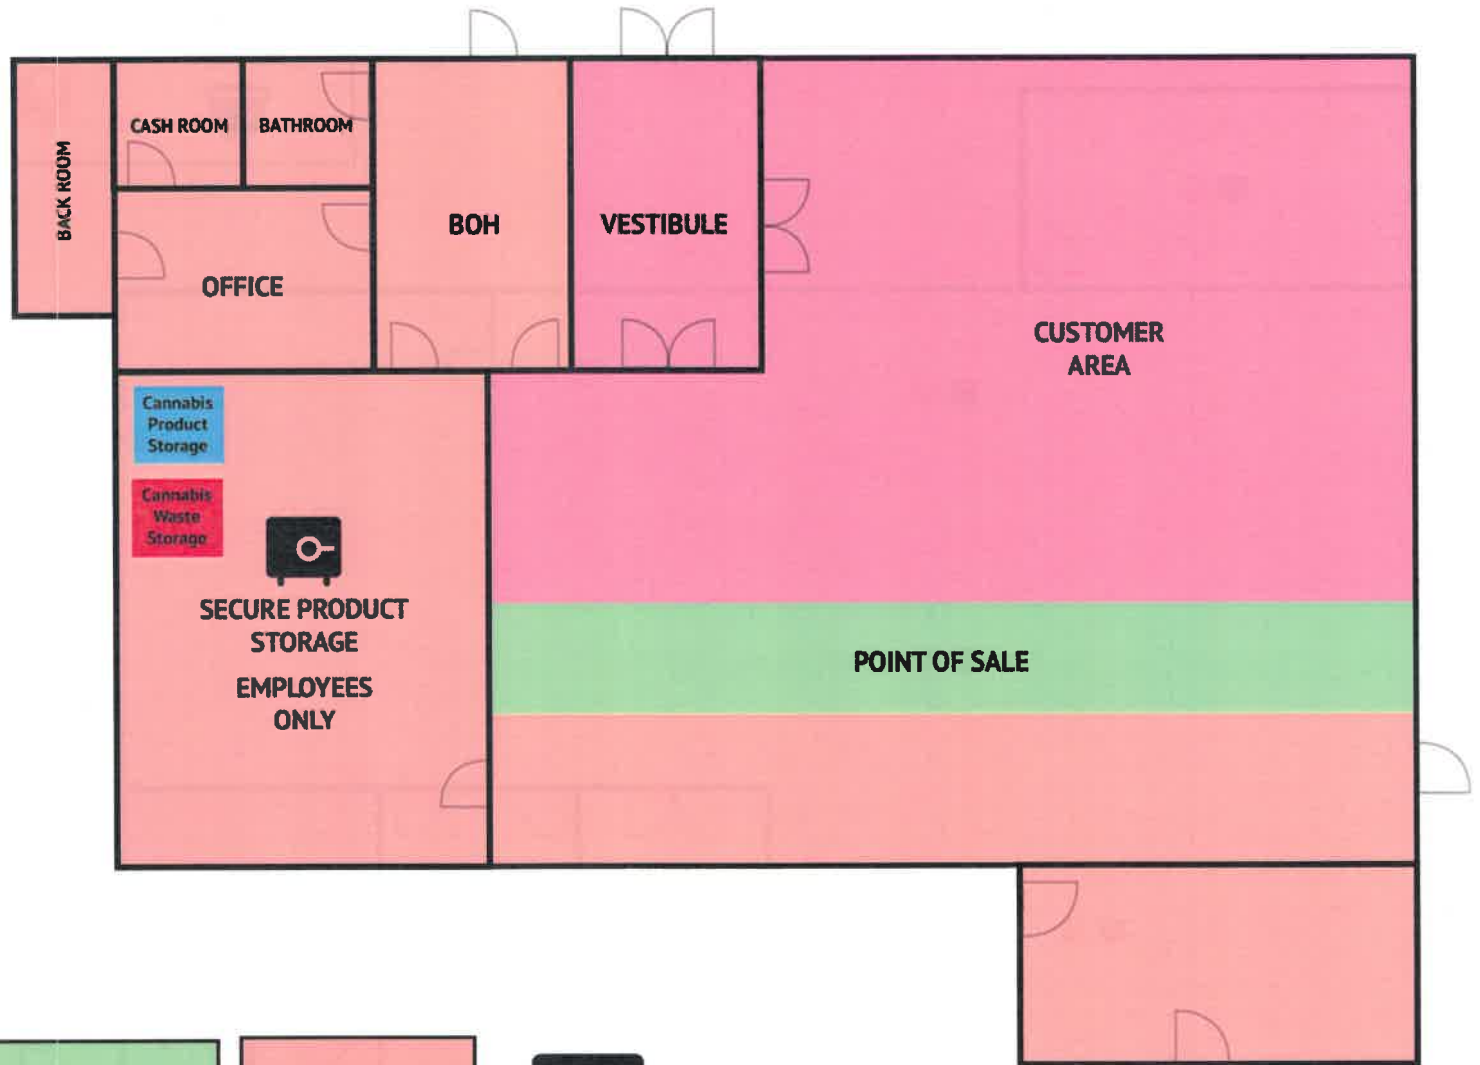 BACK ROOM
CASH ROOM
BATHROOM
BOH
VESTIBULE
OFFICE
CUSTOMER
AREA
Cannabis
Product
Storage
Cannabis
Waste
Storage
SECURE PRODUCT
STORAGE
EMPLOYEES
ONLY
POINT OF SALE